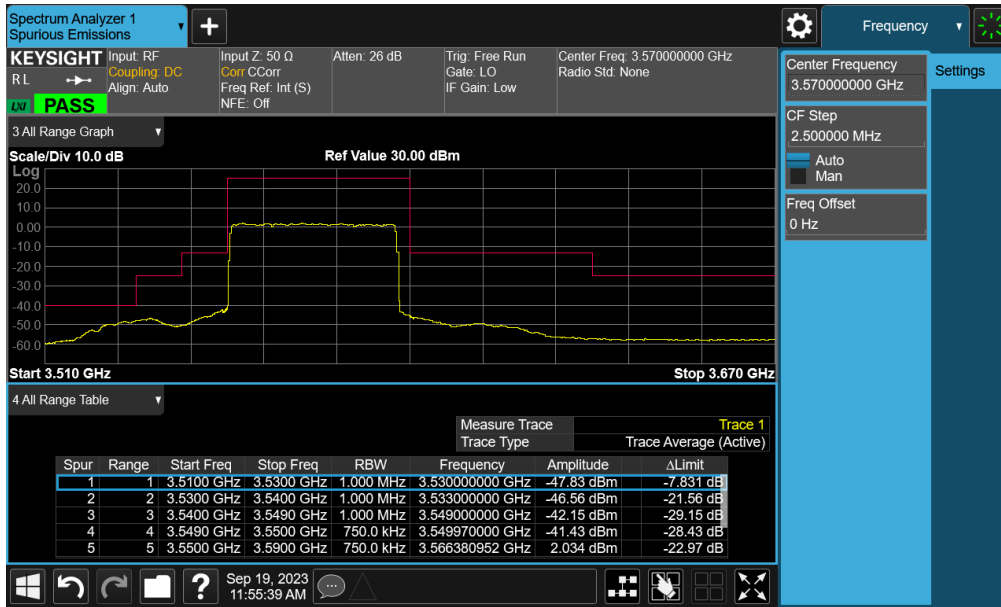 Spectrum Analyzer 1
Spurious Emissions
Frequency
KEYSIGHT Input: RF Input Z: 50 Ω Atten: 26 dB Trig: Free Run Center Freq: 3.570000000 GHz
RL Coupling: DC Corr CCorr Gate: LO Radio Std: None
Align: Auto Freq Ref: Int (S) IF Gain: Low
LXI PASS NFE: Off
Center Frequency
3.570000000 GHz
Settings
CF Step
2.500000 MHz
Auto
Man
Freq Offset
0 Hz
3 All Range Graph
Scale/Div 10.0 dB Ref Value 30.00 dBm
Log
20.0
10.0
0.00
-10.0
-20.0
-30.0
-40.0
-50.0
-60.0
Start 3.510 GHz Stop 3.670 GHz
4 All Range Table
Measure Trace Trace 1
Trace Type Trace Average (Active)
Spur Range Start Freq Stop Freq RBW Frequency Amplitude ΔLimit
1 1 3.5100 GHz 3.5300 GHz 1.000 MHz 3.530000000 GHz -47.83 dBm -7.831 dB
2 2 3.5300 GHz 3.5400 GHz 1.000 MHz 3.533000000 GHz -46.56 dBm -21.56 dB
3 3 3.5400 GHz 3.5490 GHz 1.000 MHz 3.549000000 GHz -42.15 dBm -29.15 dB
4 4 3.5490 GHz 3.5500 GHz 750.0 kHz 3.549970000 GHz -41.43 dBm -28.43 dB
5 5 3.5500 GHz 3.5900 GHz 750.0 kHz 3.566380952 GHz 2.034 dBm -22.97 dB
Sep 19, 2023
11:55:39 AM